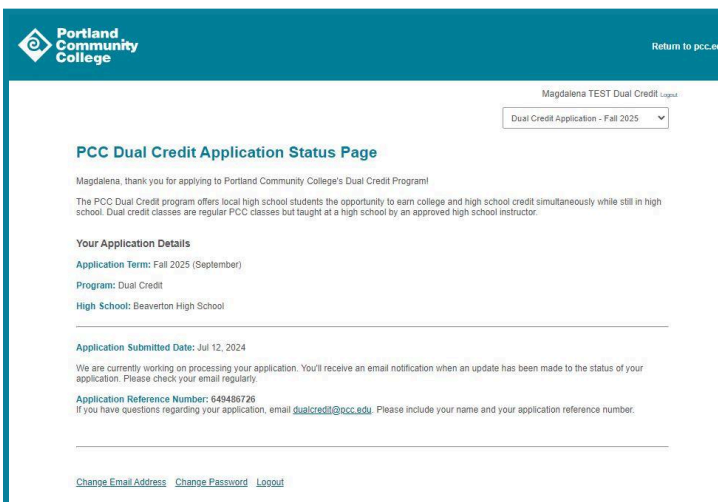 Portland
Community
College
Return to pcc.ed
Magdalena TEST Dual Credit Logout
Dual Credit Application - Fall 2025
PCC Dual Credit Application Status Page
Magdalena, thank you for applying to Portland Community College's Dual Credit Program!
The PCC Dual Credit program offers local high school students the opportunity to earn college and high school credit simultaneously while still in high
school. Dual credit classes are regular PCC classes but taught at a high school by an approved high school instructor.
Your Application Details
Application Term: Fall 2025 (September)
Program: Dual Credit
High School: Beaverton High School
Application Submitted Date: Jul 12, 2024
We are currently working on processing your application. You'll receive an email notification when an update has been made to the status of your
application. Please check your email regularly.
Application Reference Number: 649486726
If you have questions regarding your application, email dualcredit@pcc.edu. Please include your name and your application reference number.
Change Email Address Change Password Logout